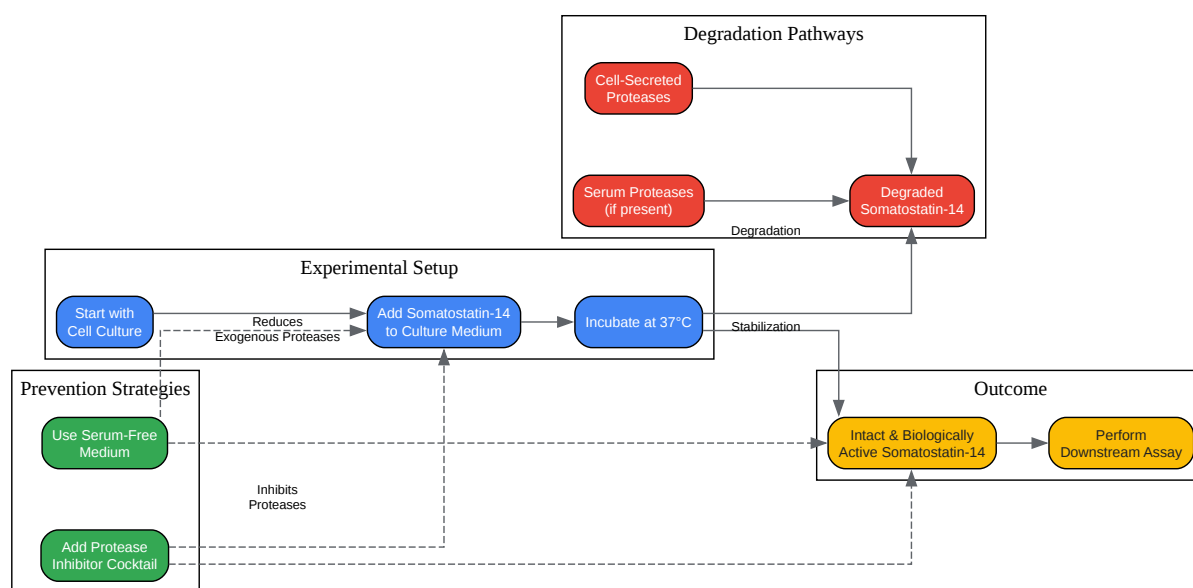 Degradation Pathways
Cell-Secreted
Proteases
Serum Proteases
(if present)
Degraded
Somatostatin-14
Degradation
Experimental Setup
Start with
Cell Culture
Reduces
Exogenous Proteases
Add Somatostatin-14
to Culture Medium
Incubate at 37°C
Stabilization
Prevention Strategies
Use Serum-Free
Medium
Inhibits
Proteases
Add Protease
Inhibitor Cocktail
Outcome
Intact & Biologically
Active Somatostatin-14
Perform
Downstream Assay